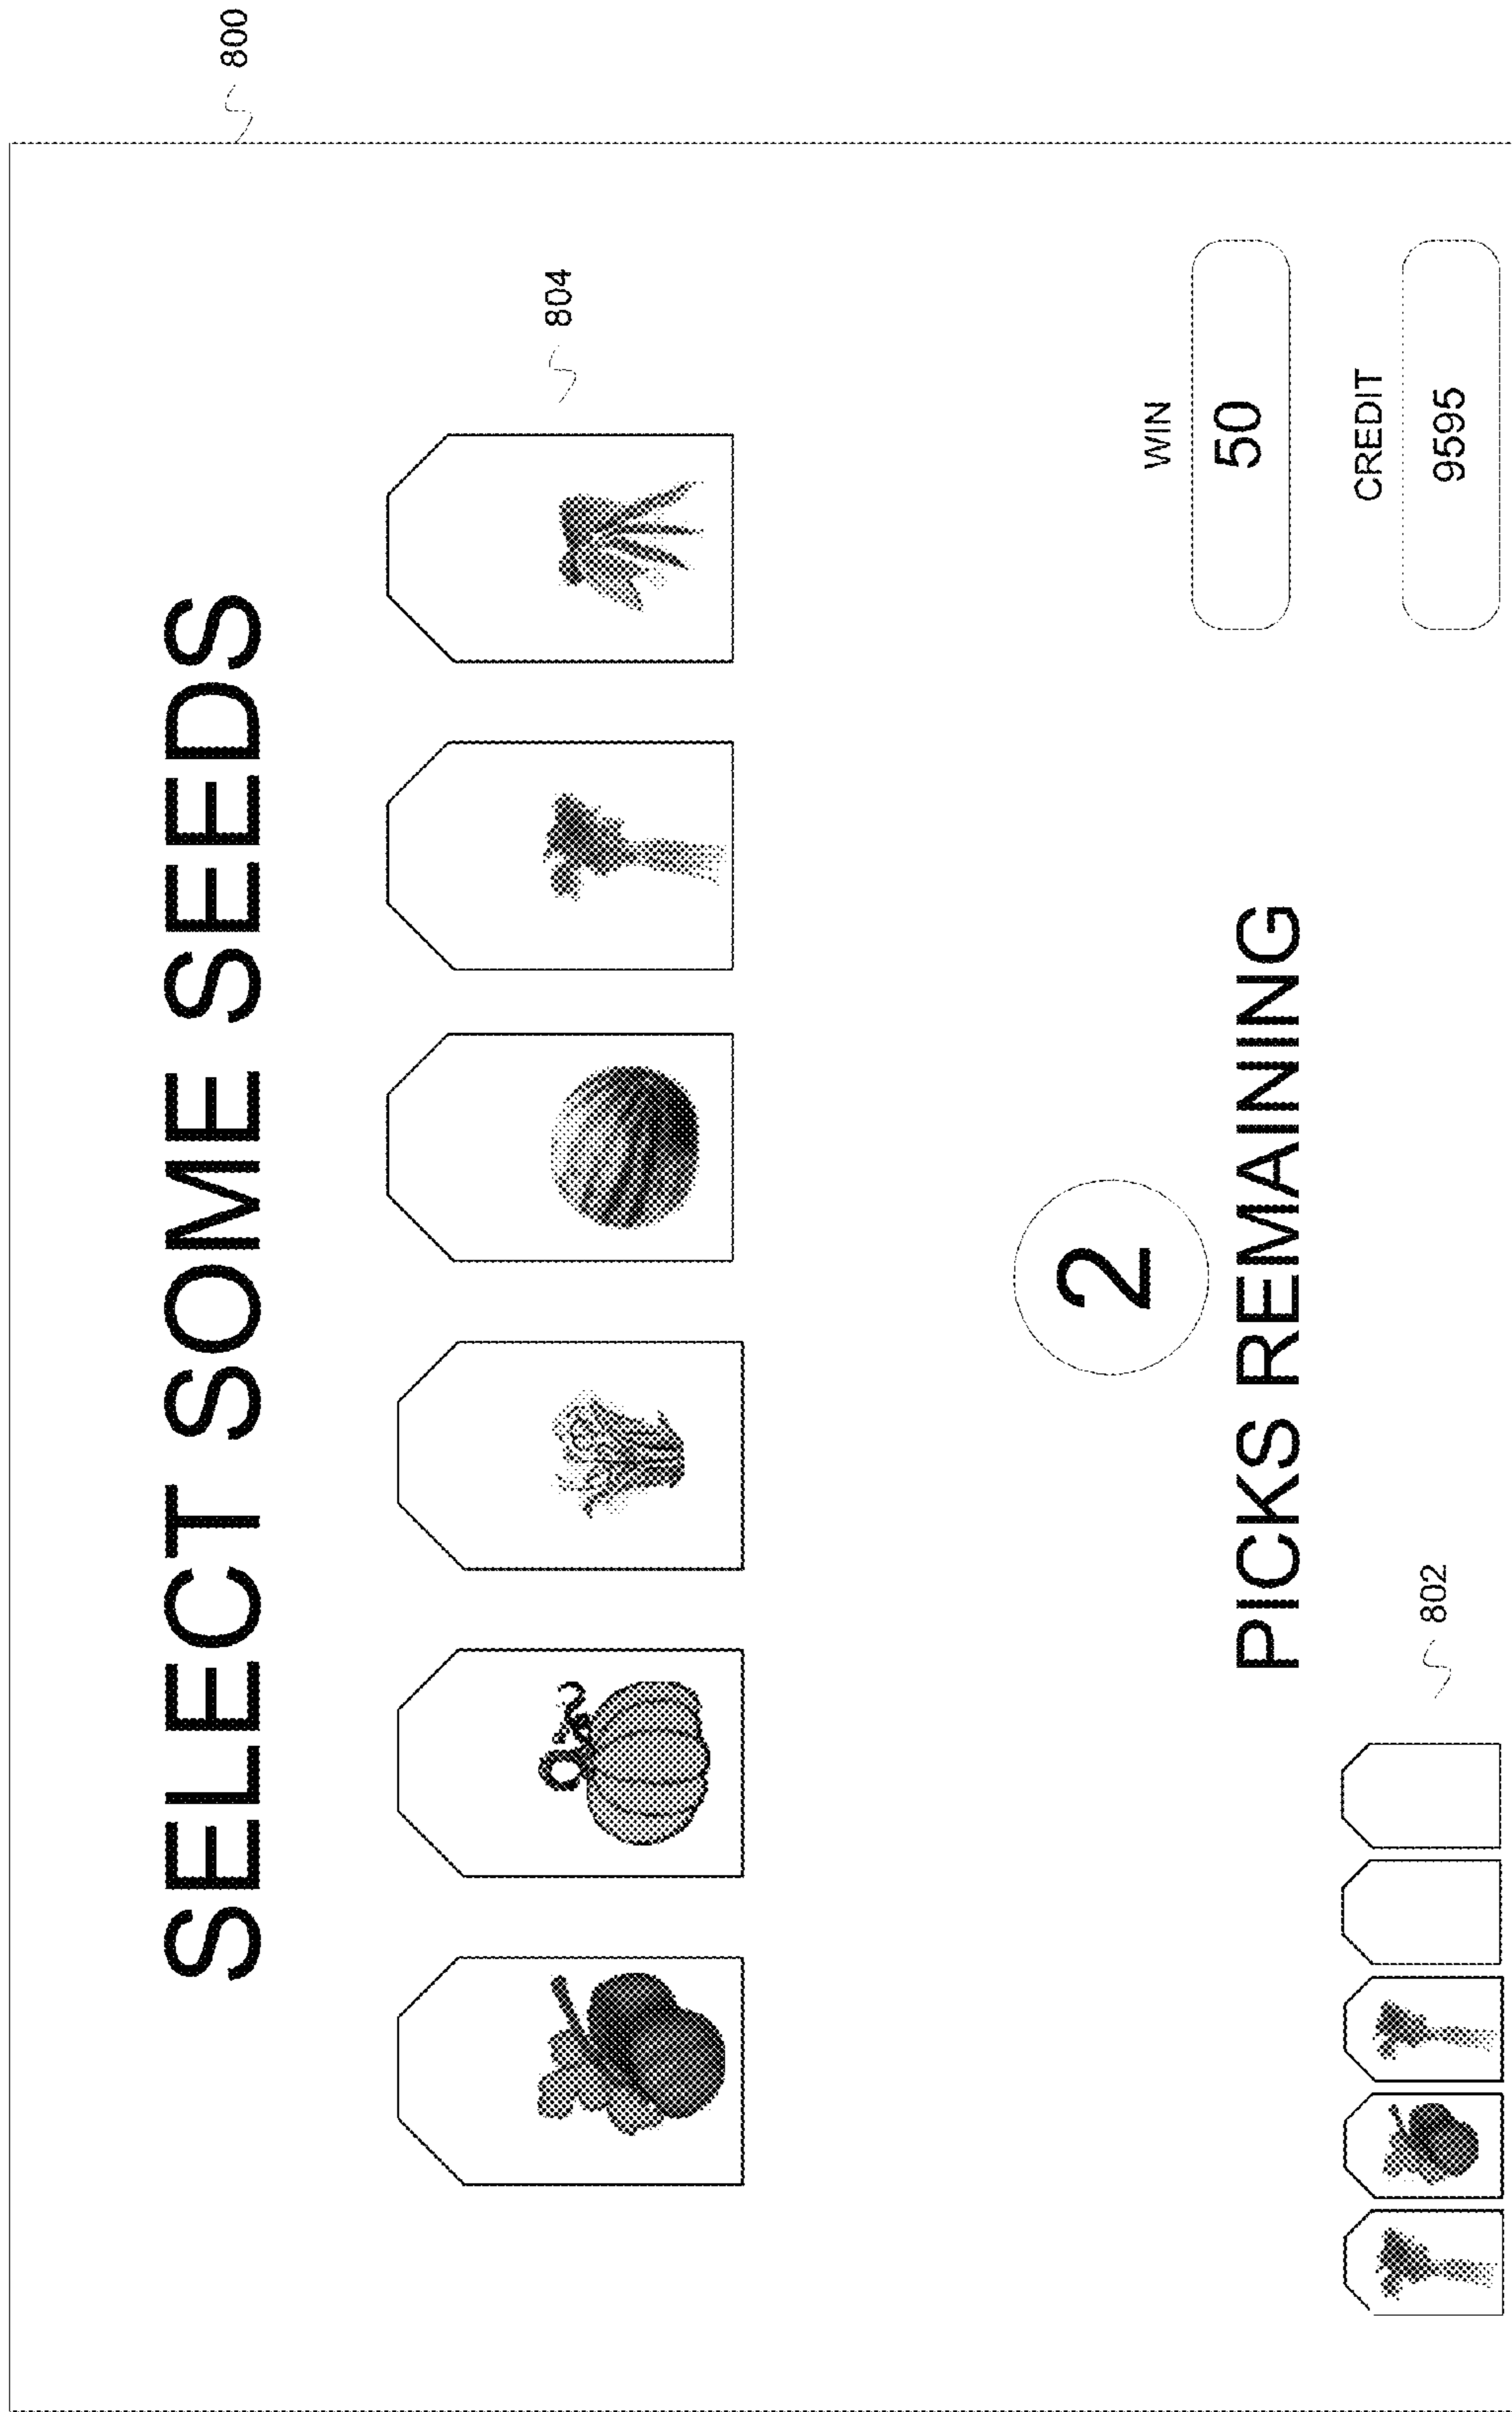 800
SELECT SOME SEEDS
804
2
PICKS REMAINING
WIN
50
CREDIT
9595
802